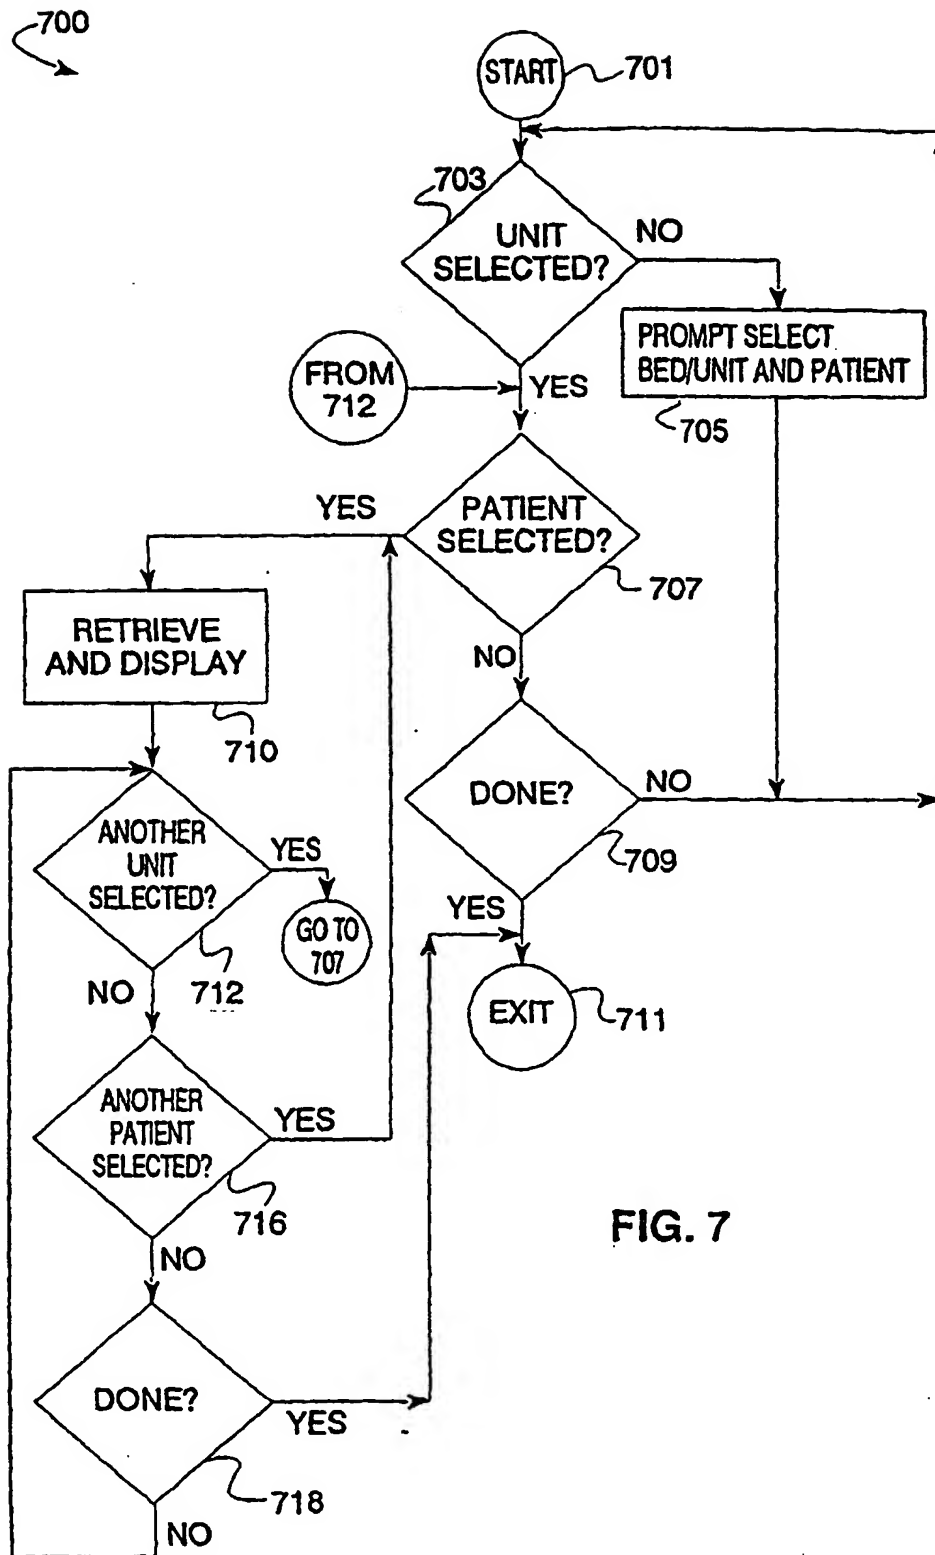 700
START
701
703
UNIT
SELECTED?
NO
PROMPT SELECT
BED/UNIT AND PATIENT
705
FROM
712
YES
PATIENT
SELECTED?
YES
707
NO
RETRIEVE
AND DISPLAY
710
DONE?
NO
709
YES
ANOTHER
UNIT
SELECTED?
YES
GO TO
707
712
NO
EXIT
711
ANOTHER
PATIENT
SELECTED?
YES
716
NO
FIG. 7
DONE?
YES
718
NO